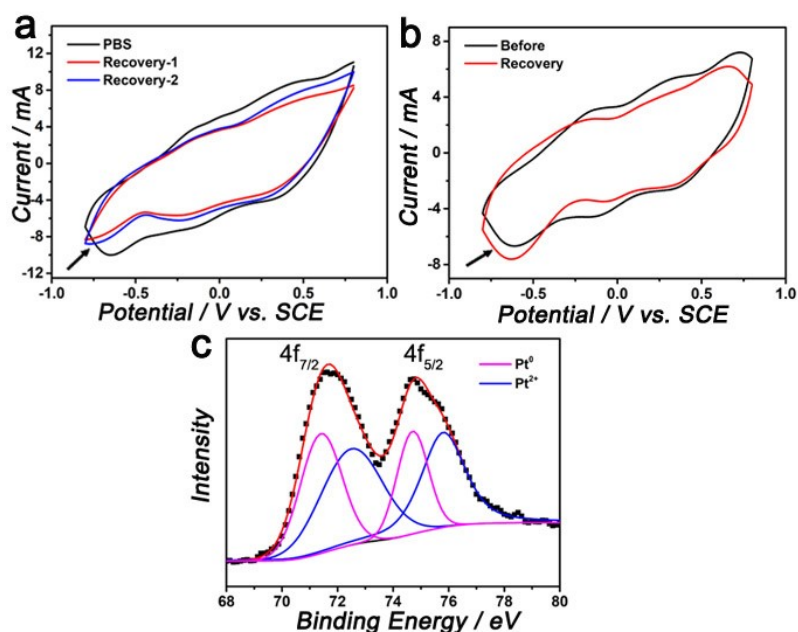 a
PBS
Recovery-1
Recovery-2
Current / mA
12
8
4
0
-4
-8
-12
-1.0 -0.5 0.0 0.5 1.0
Potential / V vs. SCE
b
Before
Recovery
Current / mA
8
4
0
-4
-8
-1.0 -0.5 0.0 0.5 1.0
Potential / V vs. SCE
c
4f7/2 4f5/2
Pt⁰
Pt²⁺
Intensity
68 70 72 74 76 78 80
Binding Energy / eV